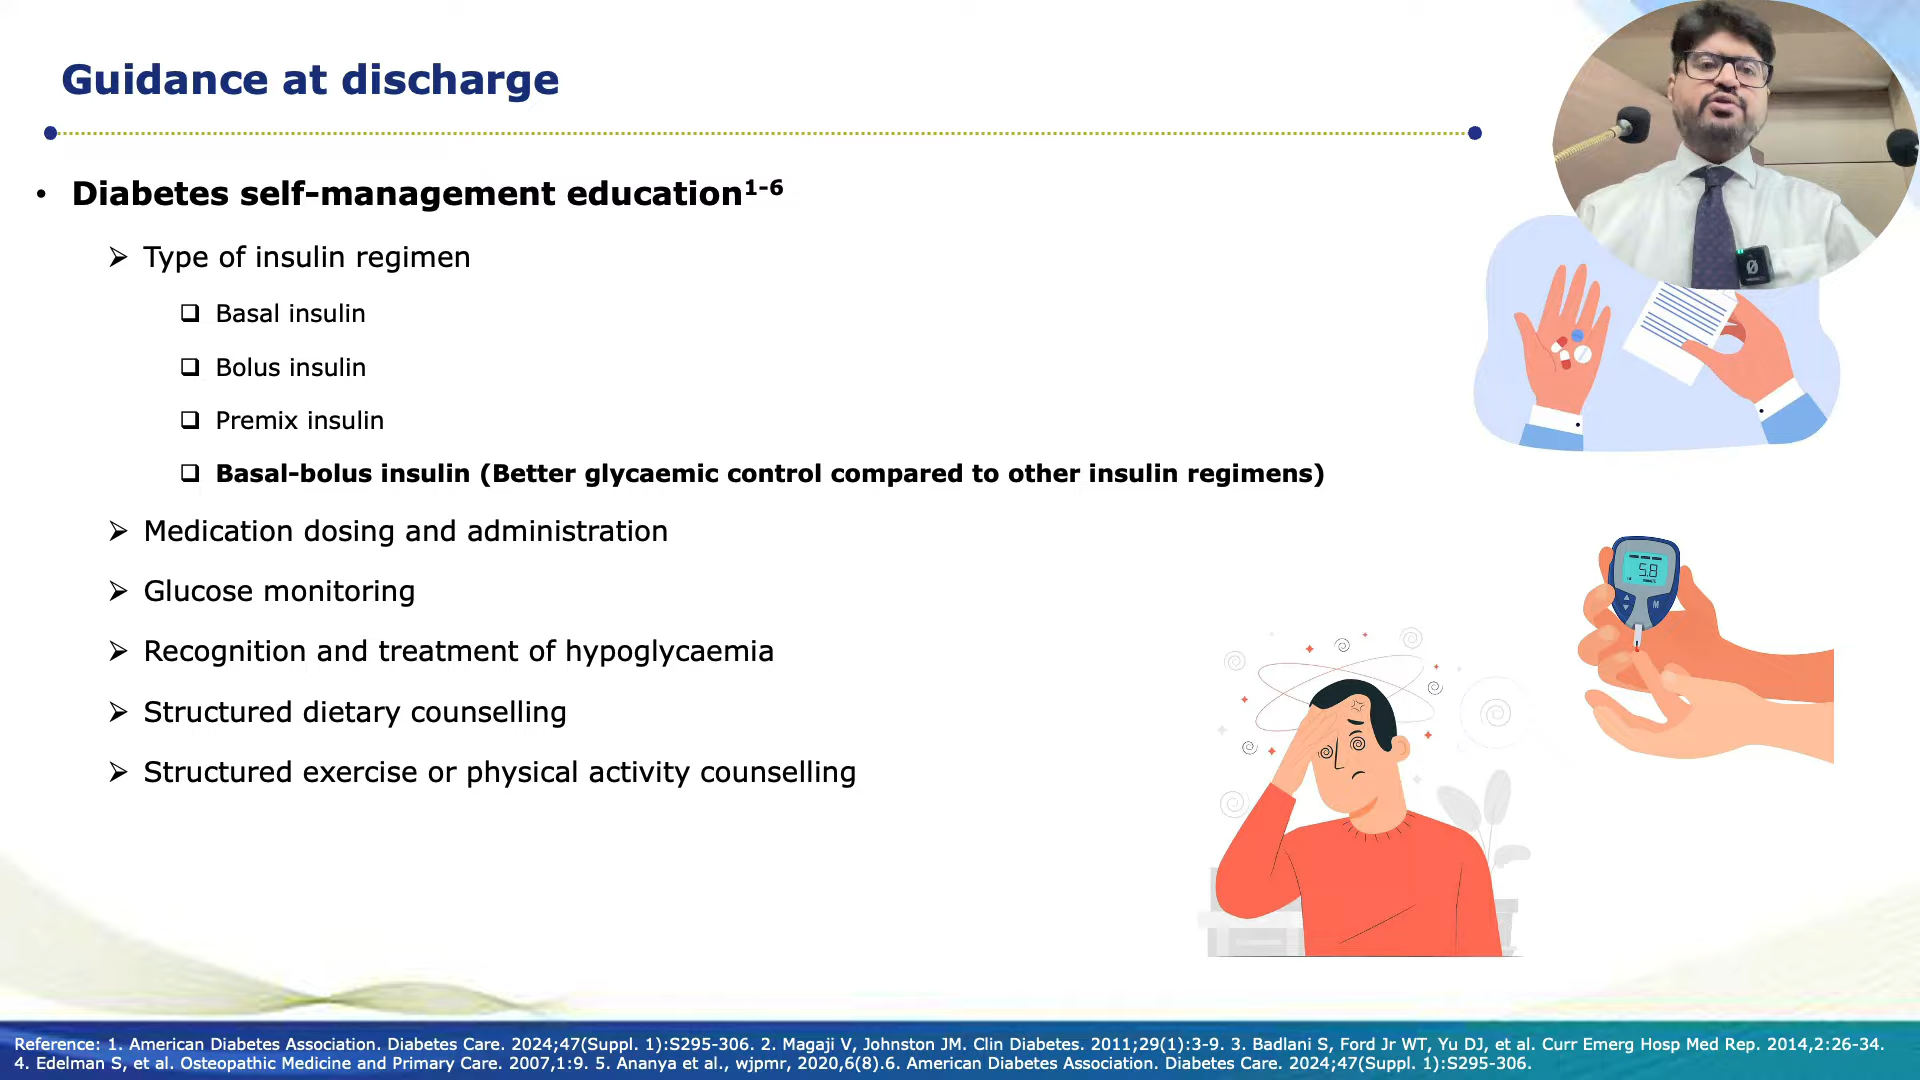 Guidance at discharge
• Diabetes self-management education¹⁻⁶
➢ Type of insulin regimen
❑ Basal insulin
❑ Bolus insulin
❑ Premix insulin
❑ Basal-bolus insulin (Better glycaemic control compared to other insulin regimens)
➢ Medication dosing and administration
➢ Glucose monitoring
➢ Recognition and treatment of hypoglycaemia
➢ Structured dietary counselling
➢ Structured exercise or physical activity counselling
5.8
M
Reference: 1. American Diabetes Association. Diabetes Care. 2024;47(Suppl. 1):S295-306. 2. Magaji V, Johnston JM. Clin Diabetes. 2011;29(1):3-9. 3. Badlani S, Ford Jr WT, Yu DJ, et al. Curr Emerg Hosp Med Rep. 2014,2:26-34.
4. Edelman S, et al. Osteopathic Medicine and Primary Care. 2007,1:9. 5. Ananya et al., wjpmr, 2020,6(8).6. American Diabetes Association. Diabetes Care. 2024;47(Suppl. 1):S295-306.